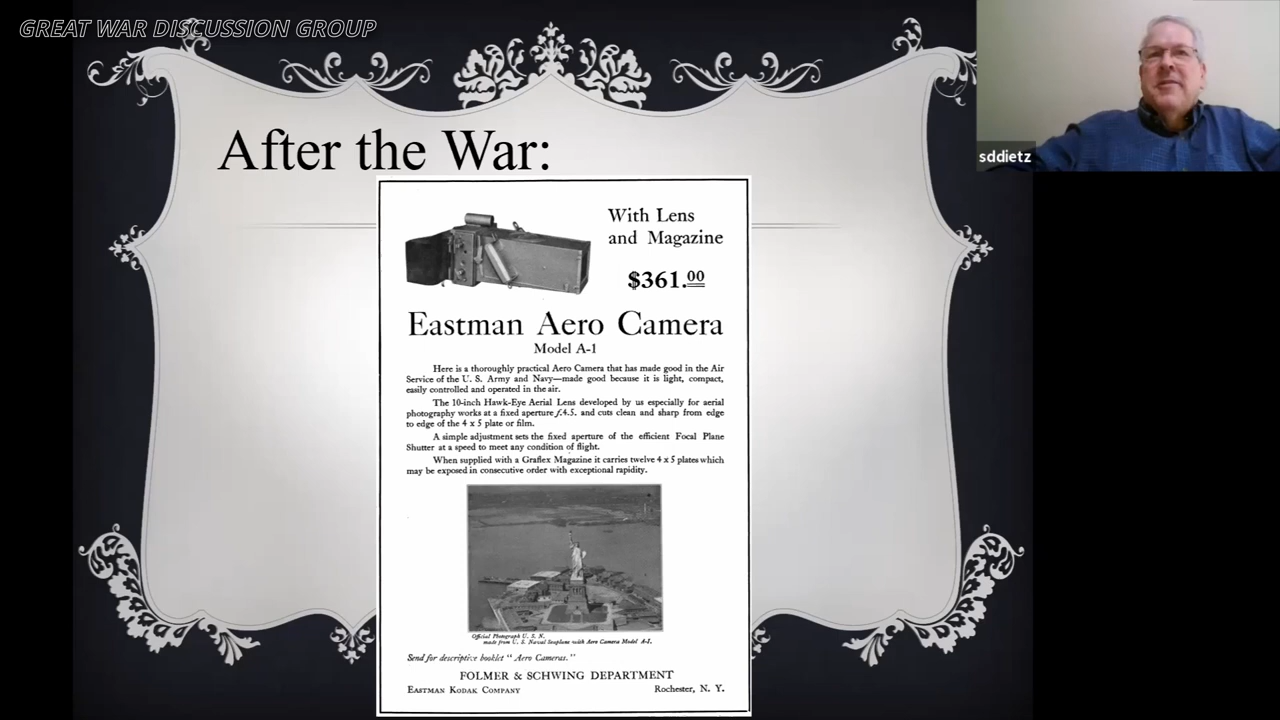 GREAT WAR DISCUSSION GROUP
sddietz
After the War:
With Lens
and Magazine
$361.00
Eastman Aero Camera
Model A-1
Here is a thoroughly practical Aero Camera that has made good in the Air
Service of the U. S. Army and Navy—made good because it is light, compact,
easily controlled and operated in the air.
The 10-inch Hawk-Eye Aerial Lens developed by us especially for aerial
photography works at a fixed aperture f.4.5. and cuts clean and sharp from edge
to edge of the 4 x 5 plate or film.
A simple adjustment sets the fixed aperture of the efficient Focal Plane
Shutter at a speed to meet any condition of flight.
When supplied with a Graflex Magazine it carries twelve 4 x 5 plates which
may be exposed in consecutive order with exceptional rapidity.
Official Photograph U. S. N.
made from U. S. Naval Seaplane with Aero Camera Model A-1.
Send for descriptive booklet "Aero Cameras."
FOLMER & SCHWING DEPARTMENT
EASTMAN KODAK COMPANY Rochester, N. Y.